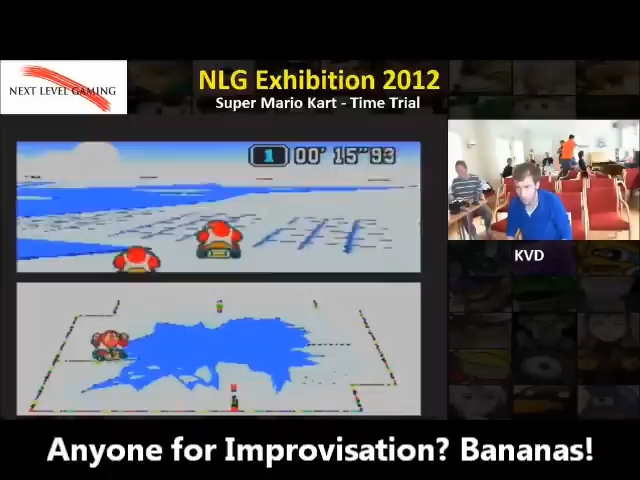 NEXT LEVEL GAMING
NLG Exhibition 2012
Super Mario Kart - Time Trial
1 00' 15"93
KVD
Anyone for Improvisation? Bananas!